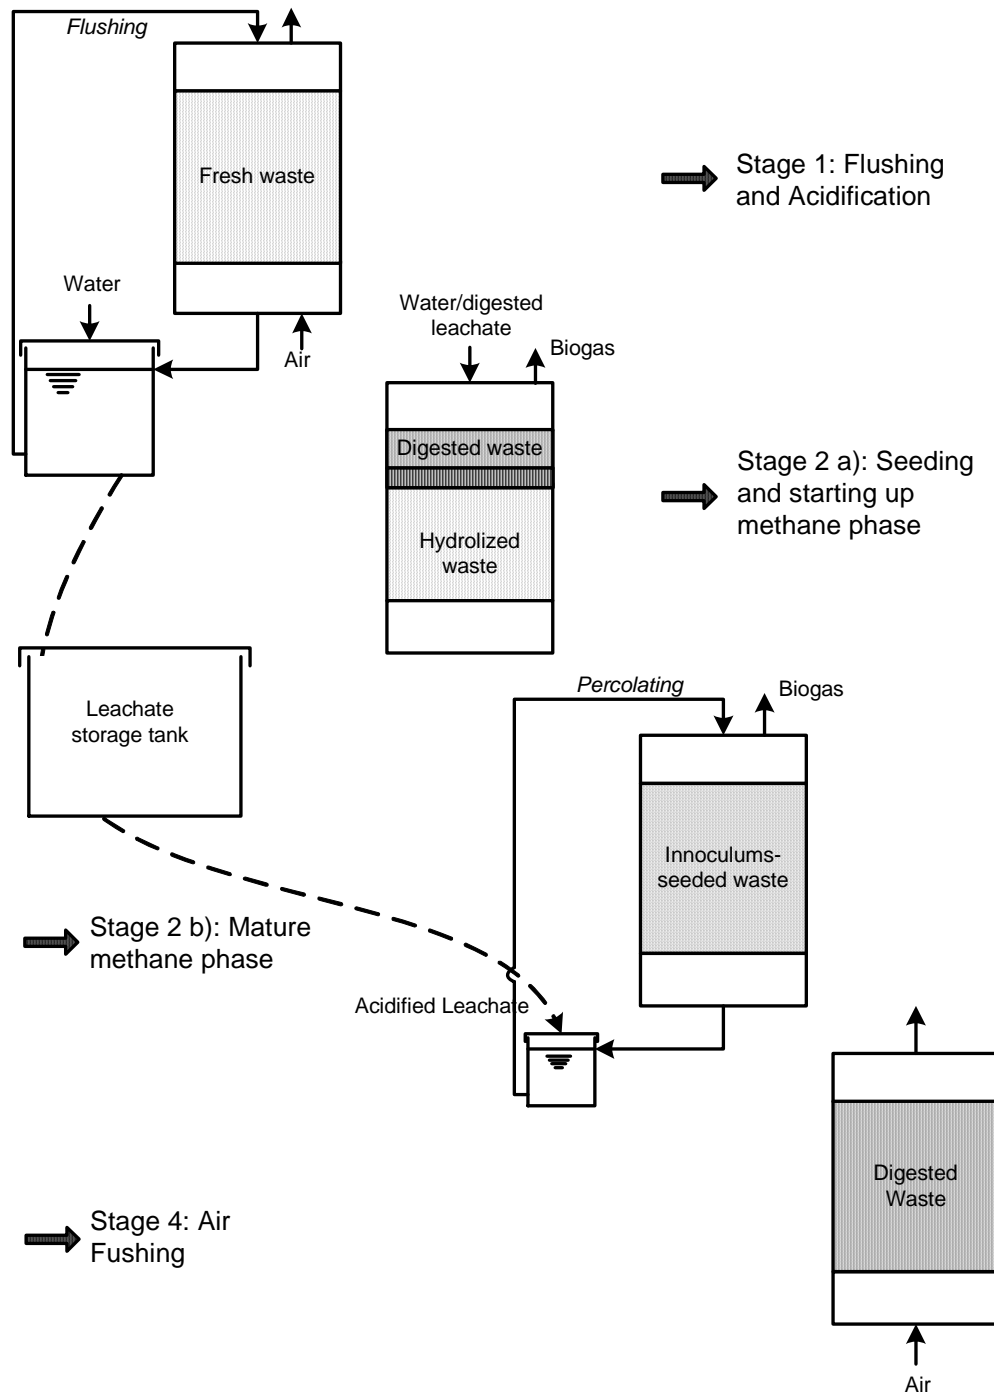 Flushing
Fresh waste
Stage 1: Flushing
and Acidification
Water
Air
Water/digested
leachate
Biogas
Digested waste
Hydrolized
waste
Stage 2 a): Seeding
and starting up
methane phase
Leachate
storage tank
Percolating
Biogas
Innoculums-
seeded waste
Stage 2 b): Mature
methane phase
Acidified Leachate
Digested
Waste
Stage 4: Air
Fushing
Air